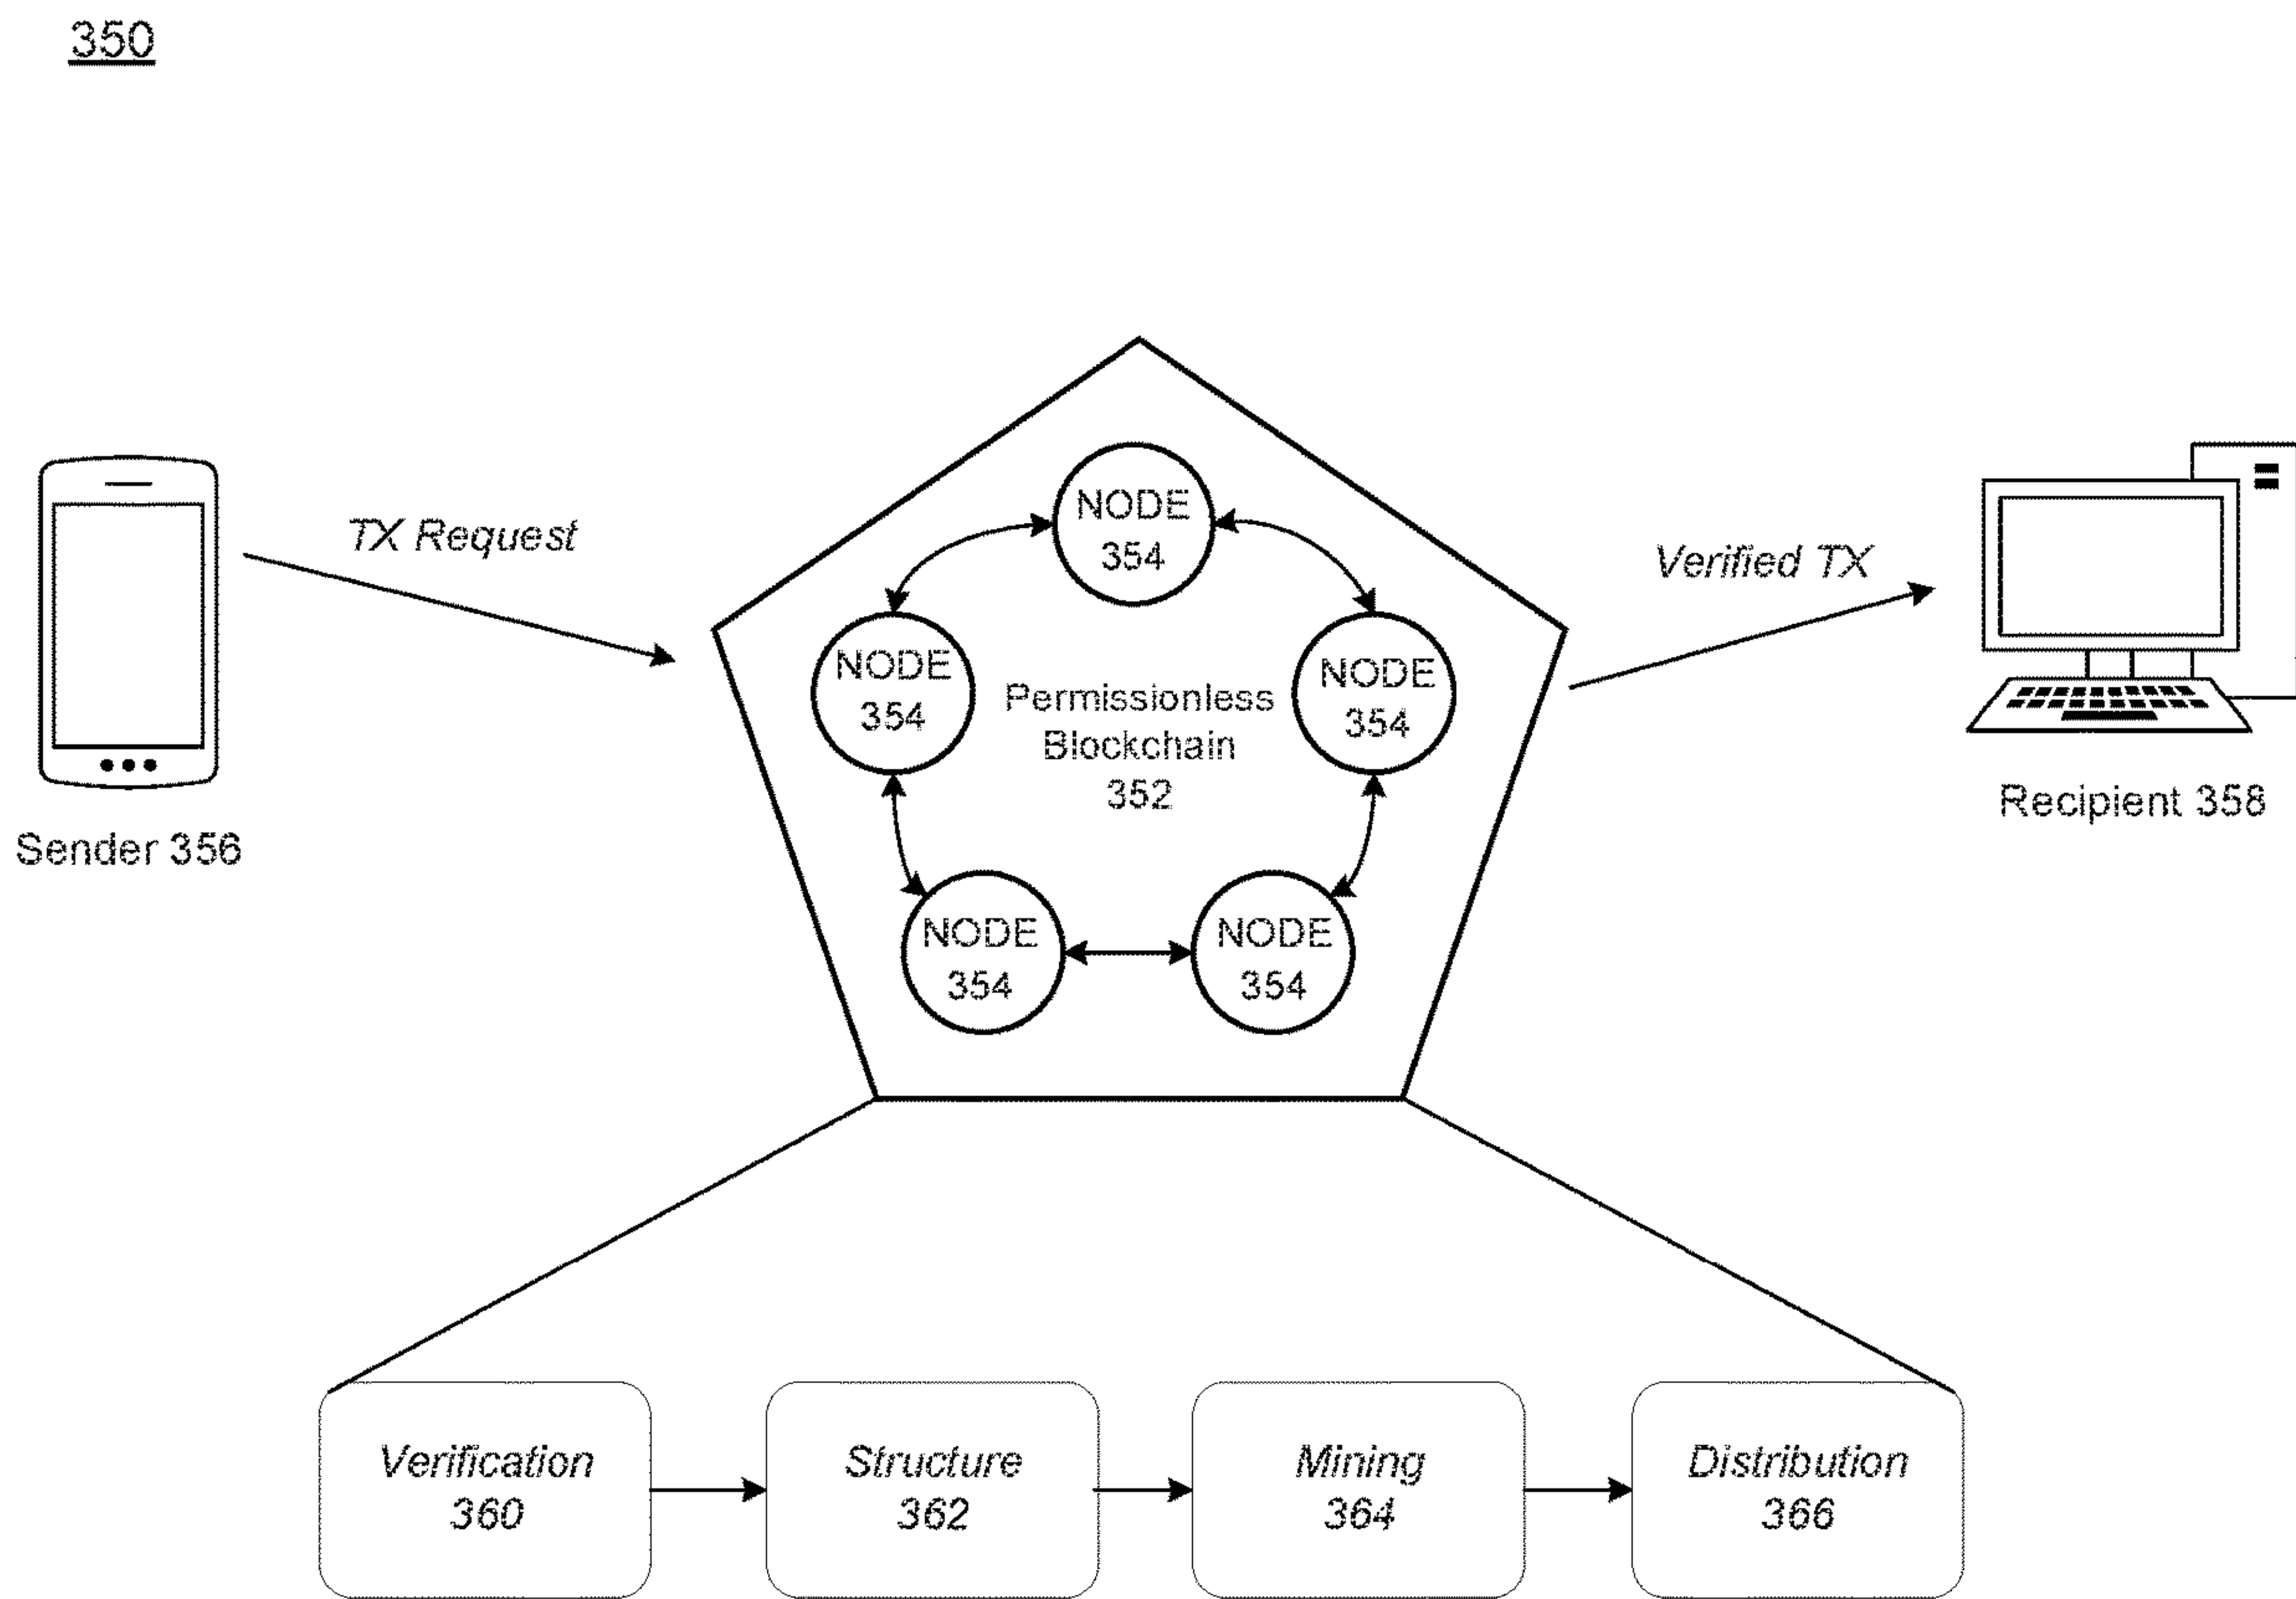 350
NODE
354
TX Request
Verified TX
NODE
354
NODE
354
Permissionless
Blockchain
352
Sender 356
Recipient 358
NODE
354
NODE
354
Verification
360
Structure
362
Mining
364
Distribution
366